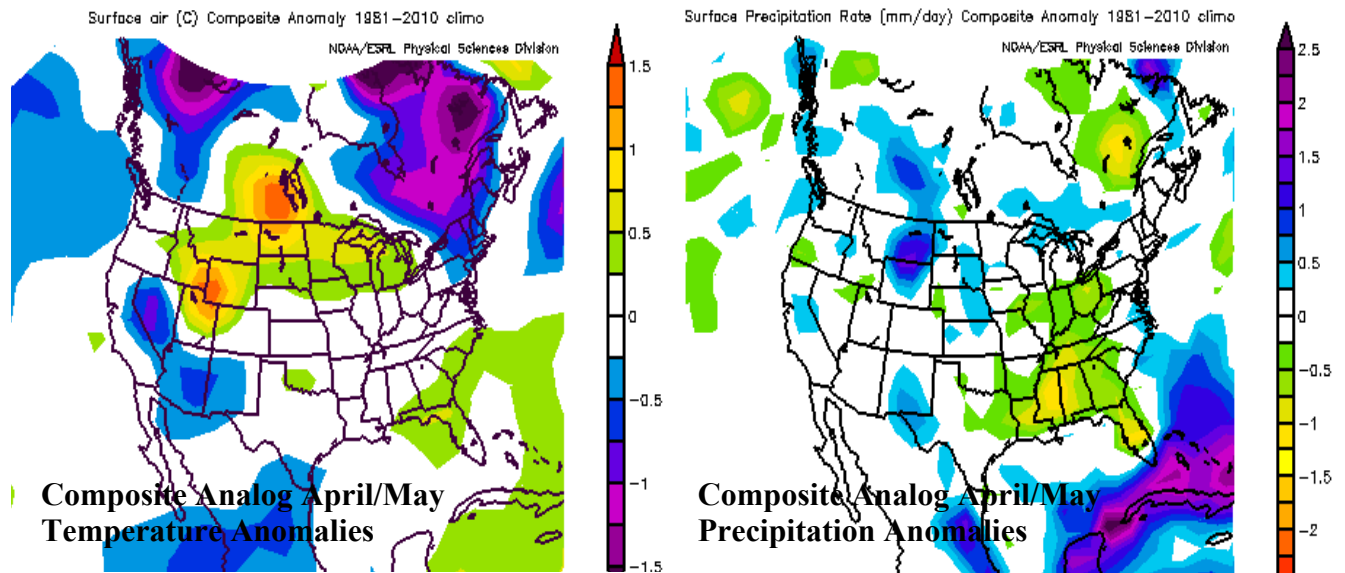 Surface air (C) Composite Anomaly 1981-2010 climo
NOAA/ESRL Physical Sciences Division
1.5
1
0.5
0
-0.5
-1
-1.5
Composite Analog April/May
Temperature Anomalies
Surface Precipitation Rate (mm/day) Composite Anomaly 1981-2010 climo
NOAA/ESRL Physical Sciences Division
2.5
2
1.5
1
0.5
0
-0.5
-1
-1.5
-2
Composite Analog April/May
Precipitation Anomalies